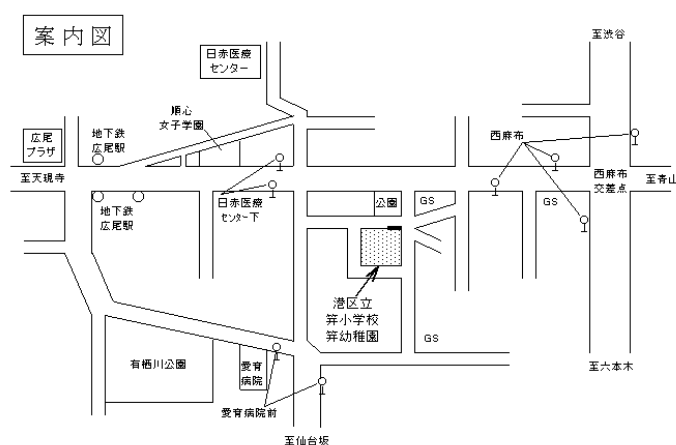 案内図
至渋谷
日赤医療
センター
順心
女子学園
広尾
プラザ
地下鉄
広尾駅
西麻布
至天現寺
西麻布
交差点
至青山
地下鉄
広尾駅
日赤医療
センター下
公園
GS
GS
港区立
笄小学校
笄幼稚園
GS
有栖川公園
愛育
病院
至六本木
愛育病院前
至仙台坂